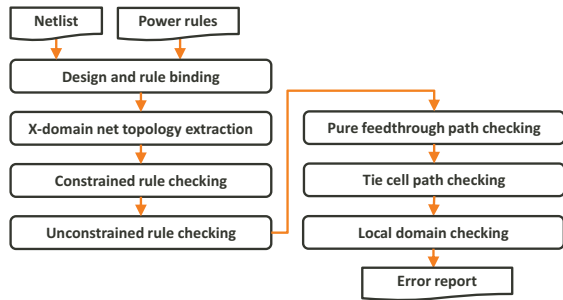 Netlist
Power rules
Design and rule binding
X-domain net topology extraction
Constrained rule checking
Unconstrained rule checking
Pure feedthrough path checking
Tie cell path checking
Local domain checking
Error report